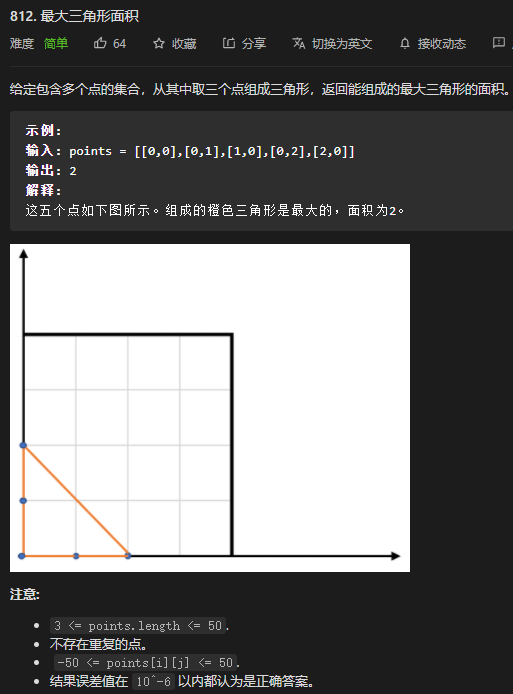 812. 最大三角形面积
难度 简单 64 收藏 分享 切换为英文 接收动态
给定包含多个点的集合，从其中取三个点组成三角形，返回能组成的最大三角形的面积。
示例:
输入: points = [[0,0],[0,1],[1,0],[0,2],[2,0]]
输出: 2
解释:
这五个点如下图所示。组成的橙色三角形是最大的，面积为2。
注意:
3 <= points.length <= 50.
不存在重复的点。
-50 <= points[i][j] <= 50.
结果误差值在 10^-6 以内都认为是正确答案。